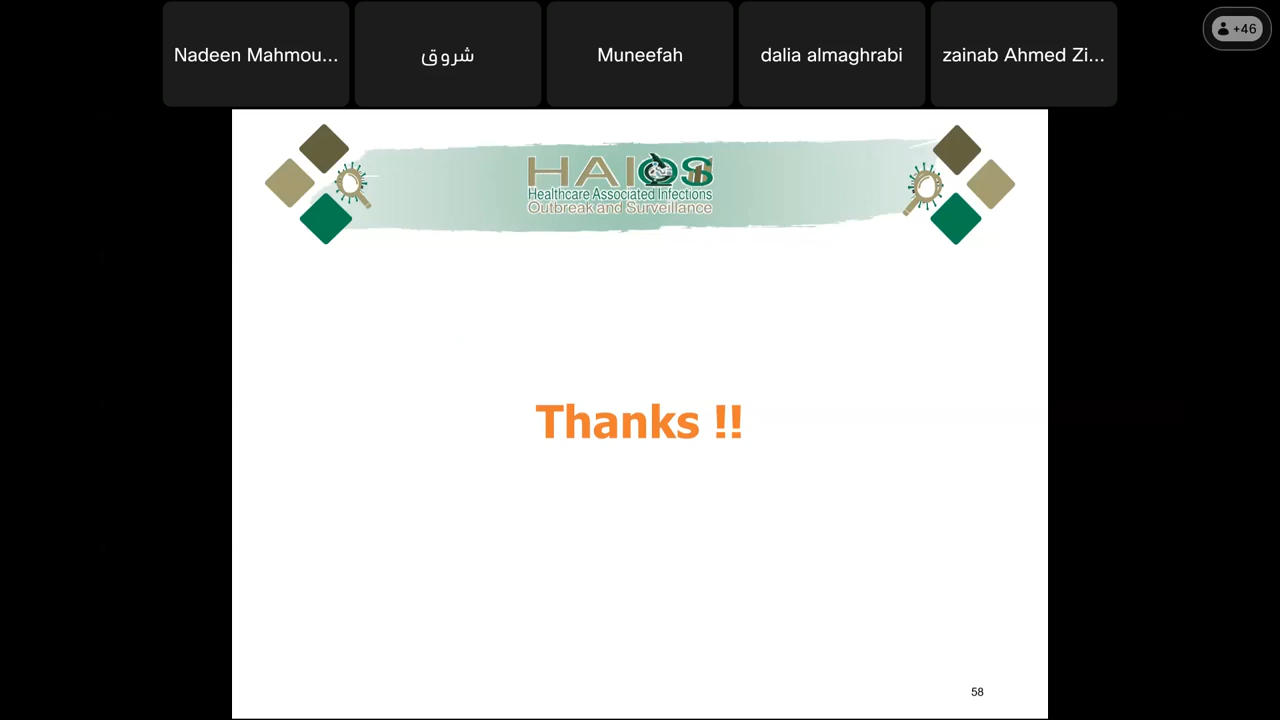 Nadeen Mahmou...
شروق
Muneefah
dalia almaghrabi
zainab Ahmed Zi...
+46
HAIOS
Healthcare Associated Infections
Outbreak and Surveillance
Thanks !!
58